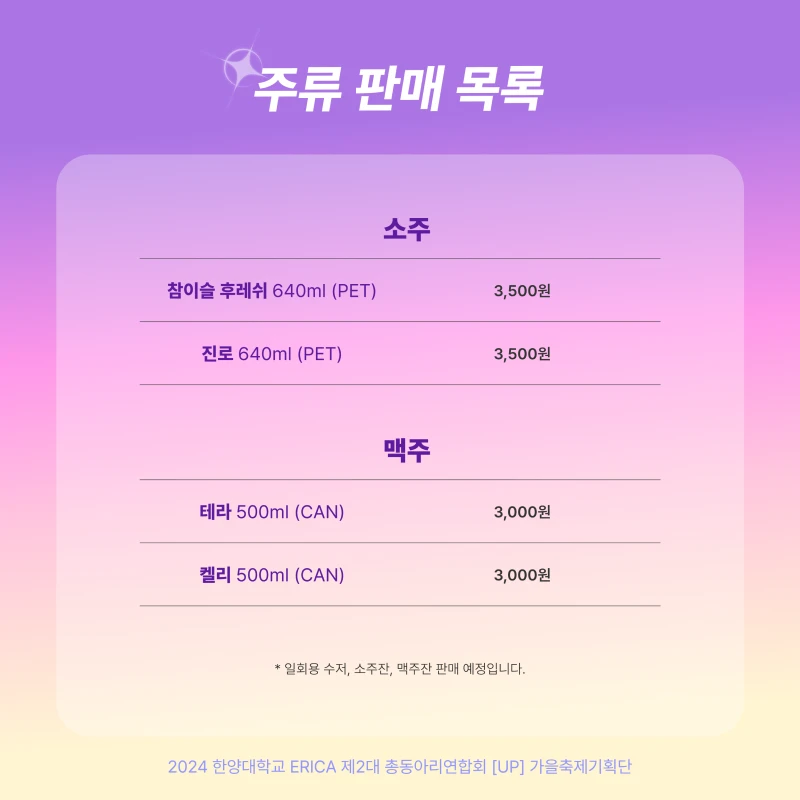 주류 판매 목록
소주
참이슬 후레쉬 640ml (PET) 3,500원
진로 640ml (PET) 3,500원
맥주
테라 500ml (CAN) 3,000원
켈리 500ml (CAN) 3,000원
* 일회용 수저, 소주잔, 맥주잔 판매 예정입니다.
2024 한양대학교 ERICA 제2대 총동아리연합회 [UP] 가을축제기획단